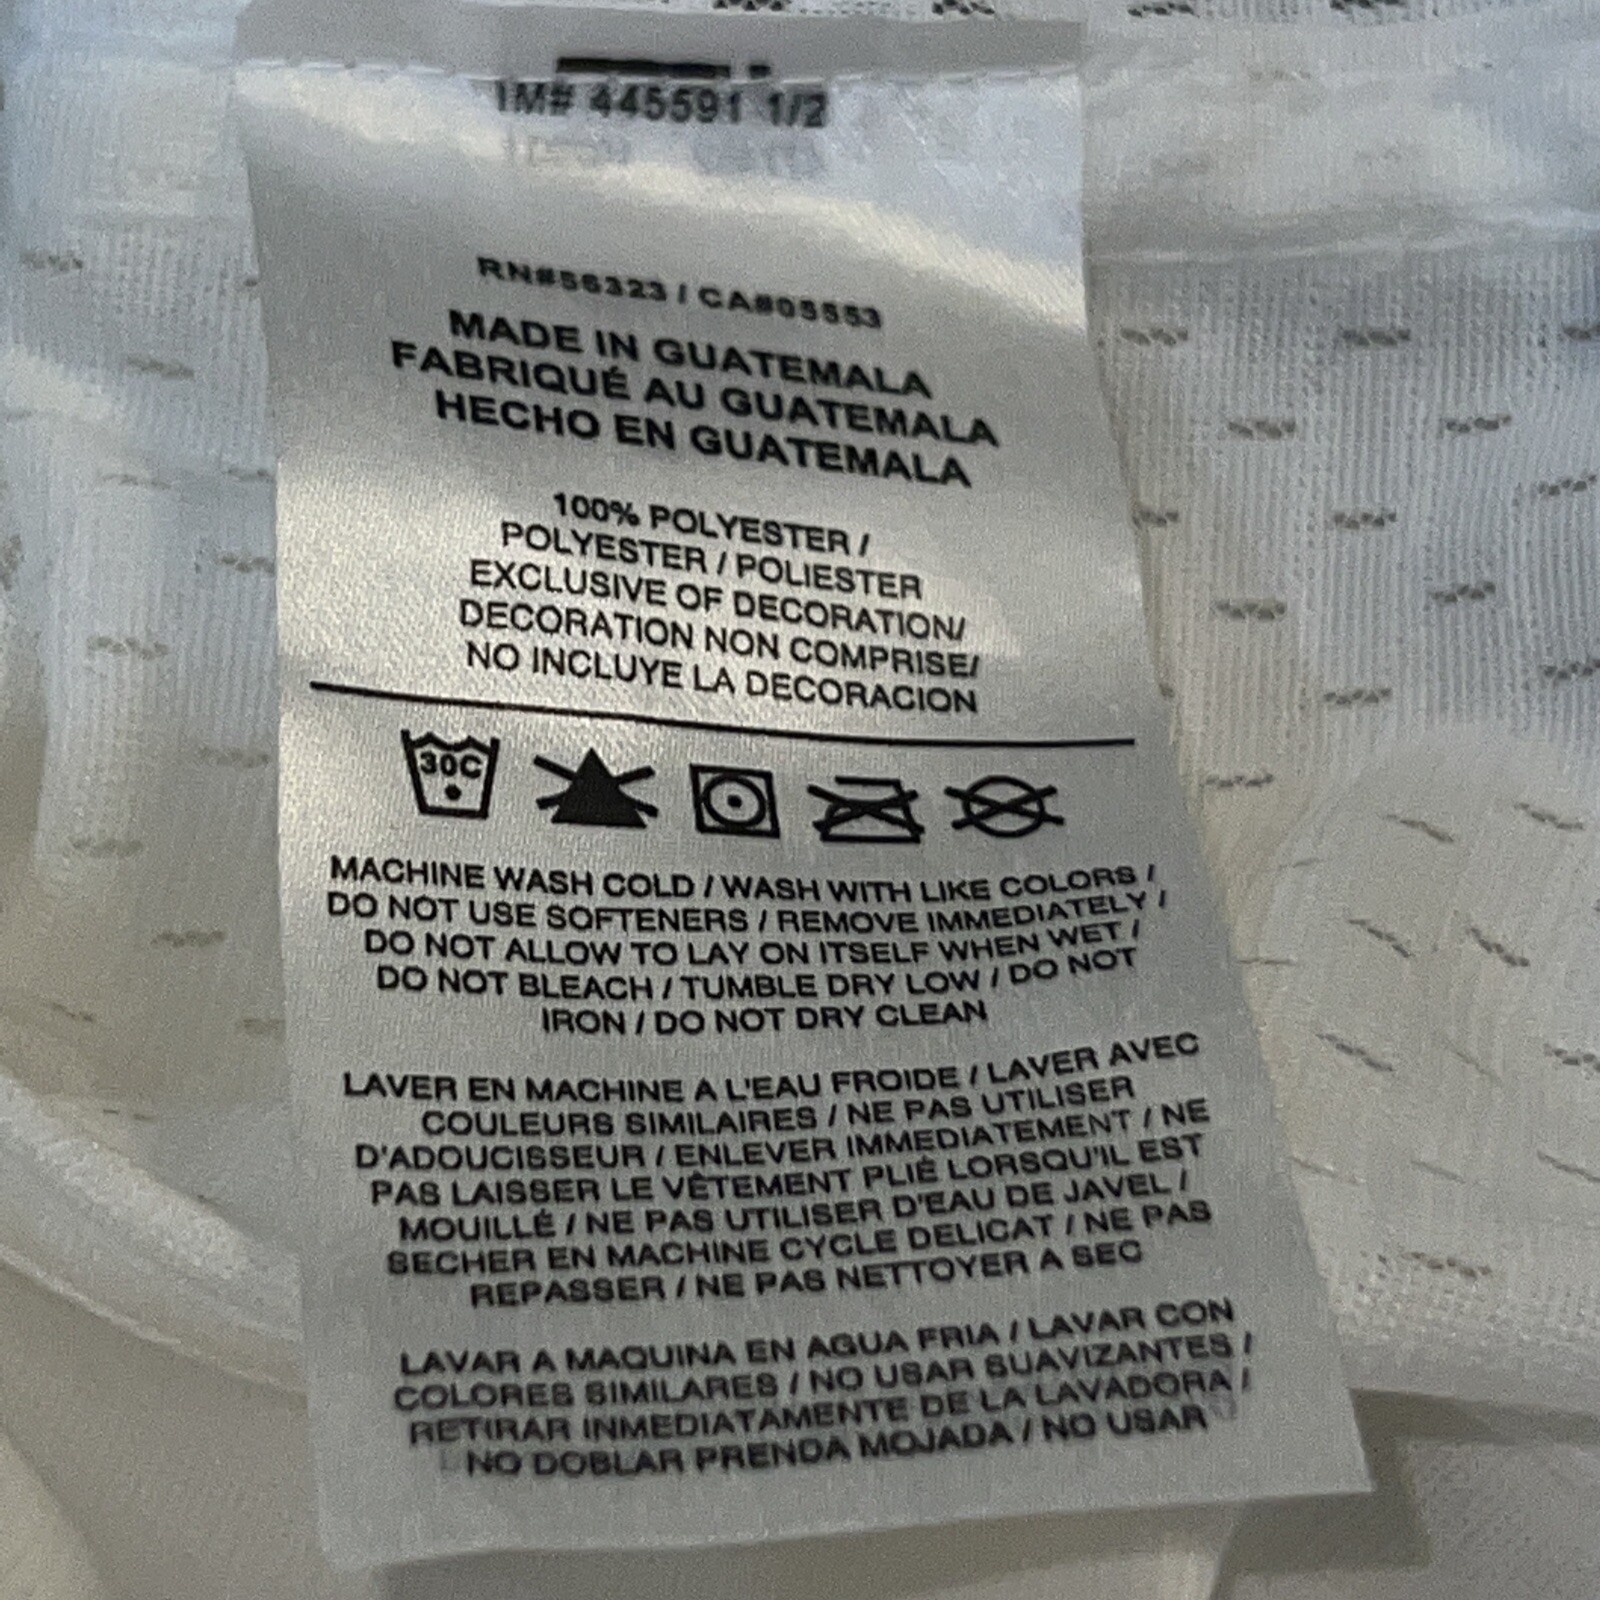 IM# 445591 1/2
RN#56323 / CA#05553
MADE IN GUATEMALA
FABRIQUÉ AU GUATEMALA
HECHO EN GUATEMALA
100% POLYESTER /
POLYESTER / POLIESTER
EXCLUSIVE OF DECORATION/
DECORATION NON COMPRISE/
NO INCLUYE LA DECORACION
30C
MACHINE WASH COLD / WASH WITH LIKE COLORS /
DO NOT USE SOFTENERS / REMOVE IMMEDIATELY /
DO NOT ALLOW TO LAY ON ITSELF WHEN WET /
DO NOT BLEACH / TUMBLE DRY LOW / DO NOT
IRON / DO NOT DRY CLEAN
LAVER EN MACHINE A L'EAU FROIDE / LAVER AVEC
COULEURS SIMILAIRES / NE PAS UTILISER
D'ADOUCISSEUR / ENLEVER IMMEDIATEMENT / NE
PAS LAISSER LE VÊTEMENT PLIÉ LORSQU'IL EST
MOUILLÉ / NE PAS UTILISER D'EAU DE JAVEL /
SECHER EN MACHINE CYCLE DELICAT / NE PAS
REPASSER / NE PAS NETTOYER A SEC
LAVAR A MAQUINA EN AGUA FRIA / LAVAR CON
COLORES SIMILARES / NO USAR SUAVIZANTES /
RETIRAR INMEDIATAMENTE DE LA LAVADORA /
NO DOBLAR PRENDA MOJADA / NO USAR